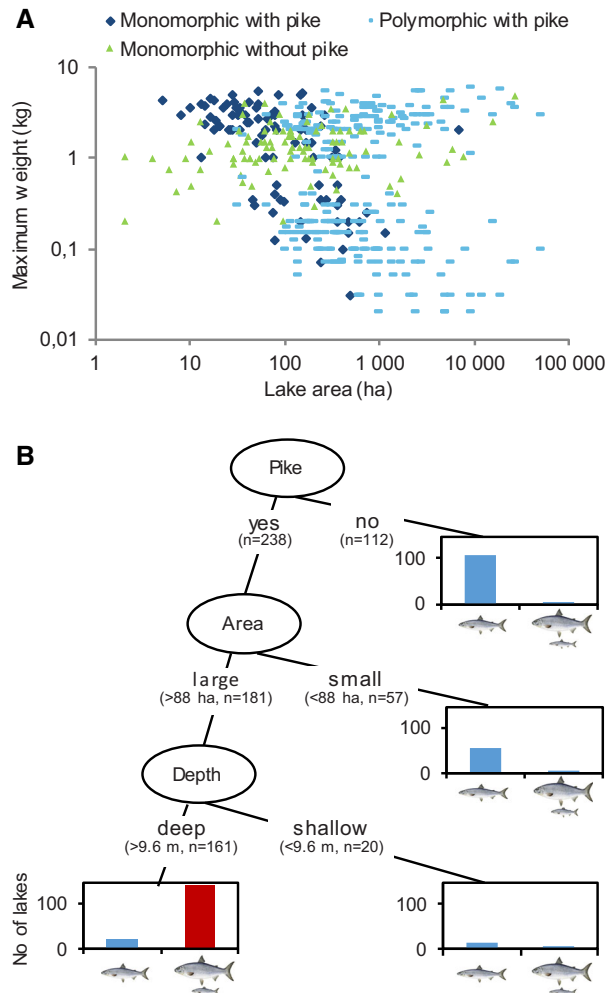 A
Monomorphic with pike
Polymorphic with pike
Monomorphic without pike
Maximum weight (kg)
10
1
0,1
0,01
1
10
100
1 000
10 000
100 000
Lake area (ha)
B
Pike
yes
(n=238)
no
(n=112)
100
0
Area
large
(>88 ha, n=181)
small
(<88 ha, n=57)
100
0
Depth
deep
(>9.6 m, n=161)
shallow
(<9.6 m, n=20)
No of lakes
100
0
100
0